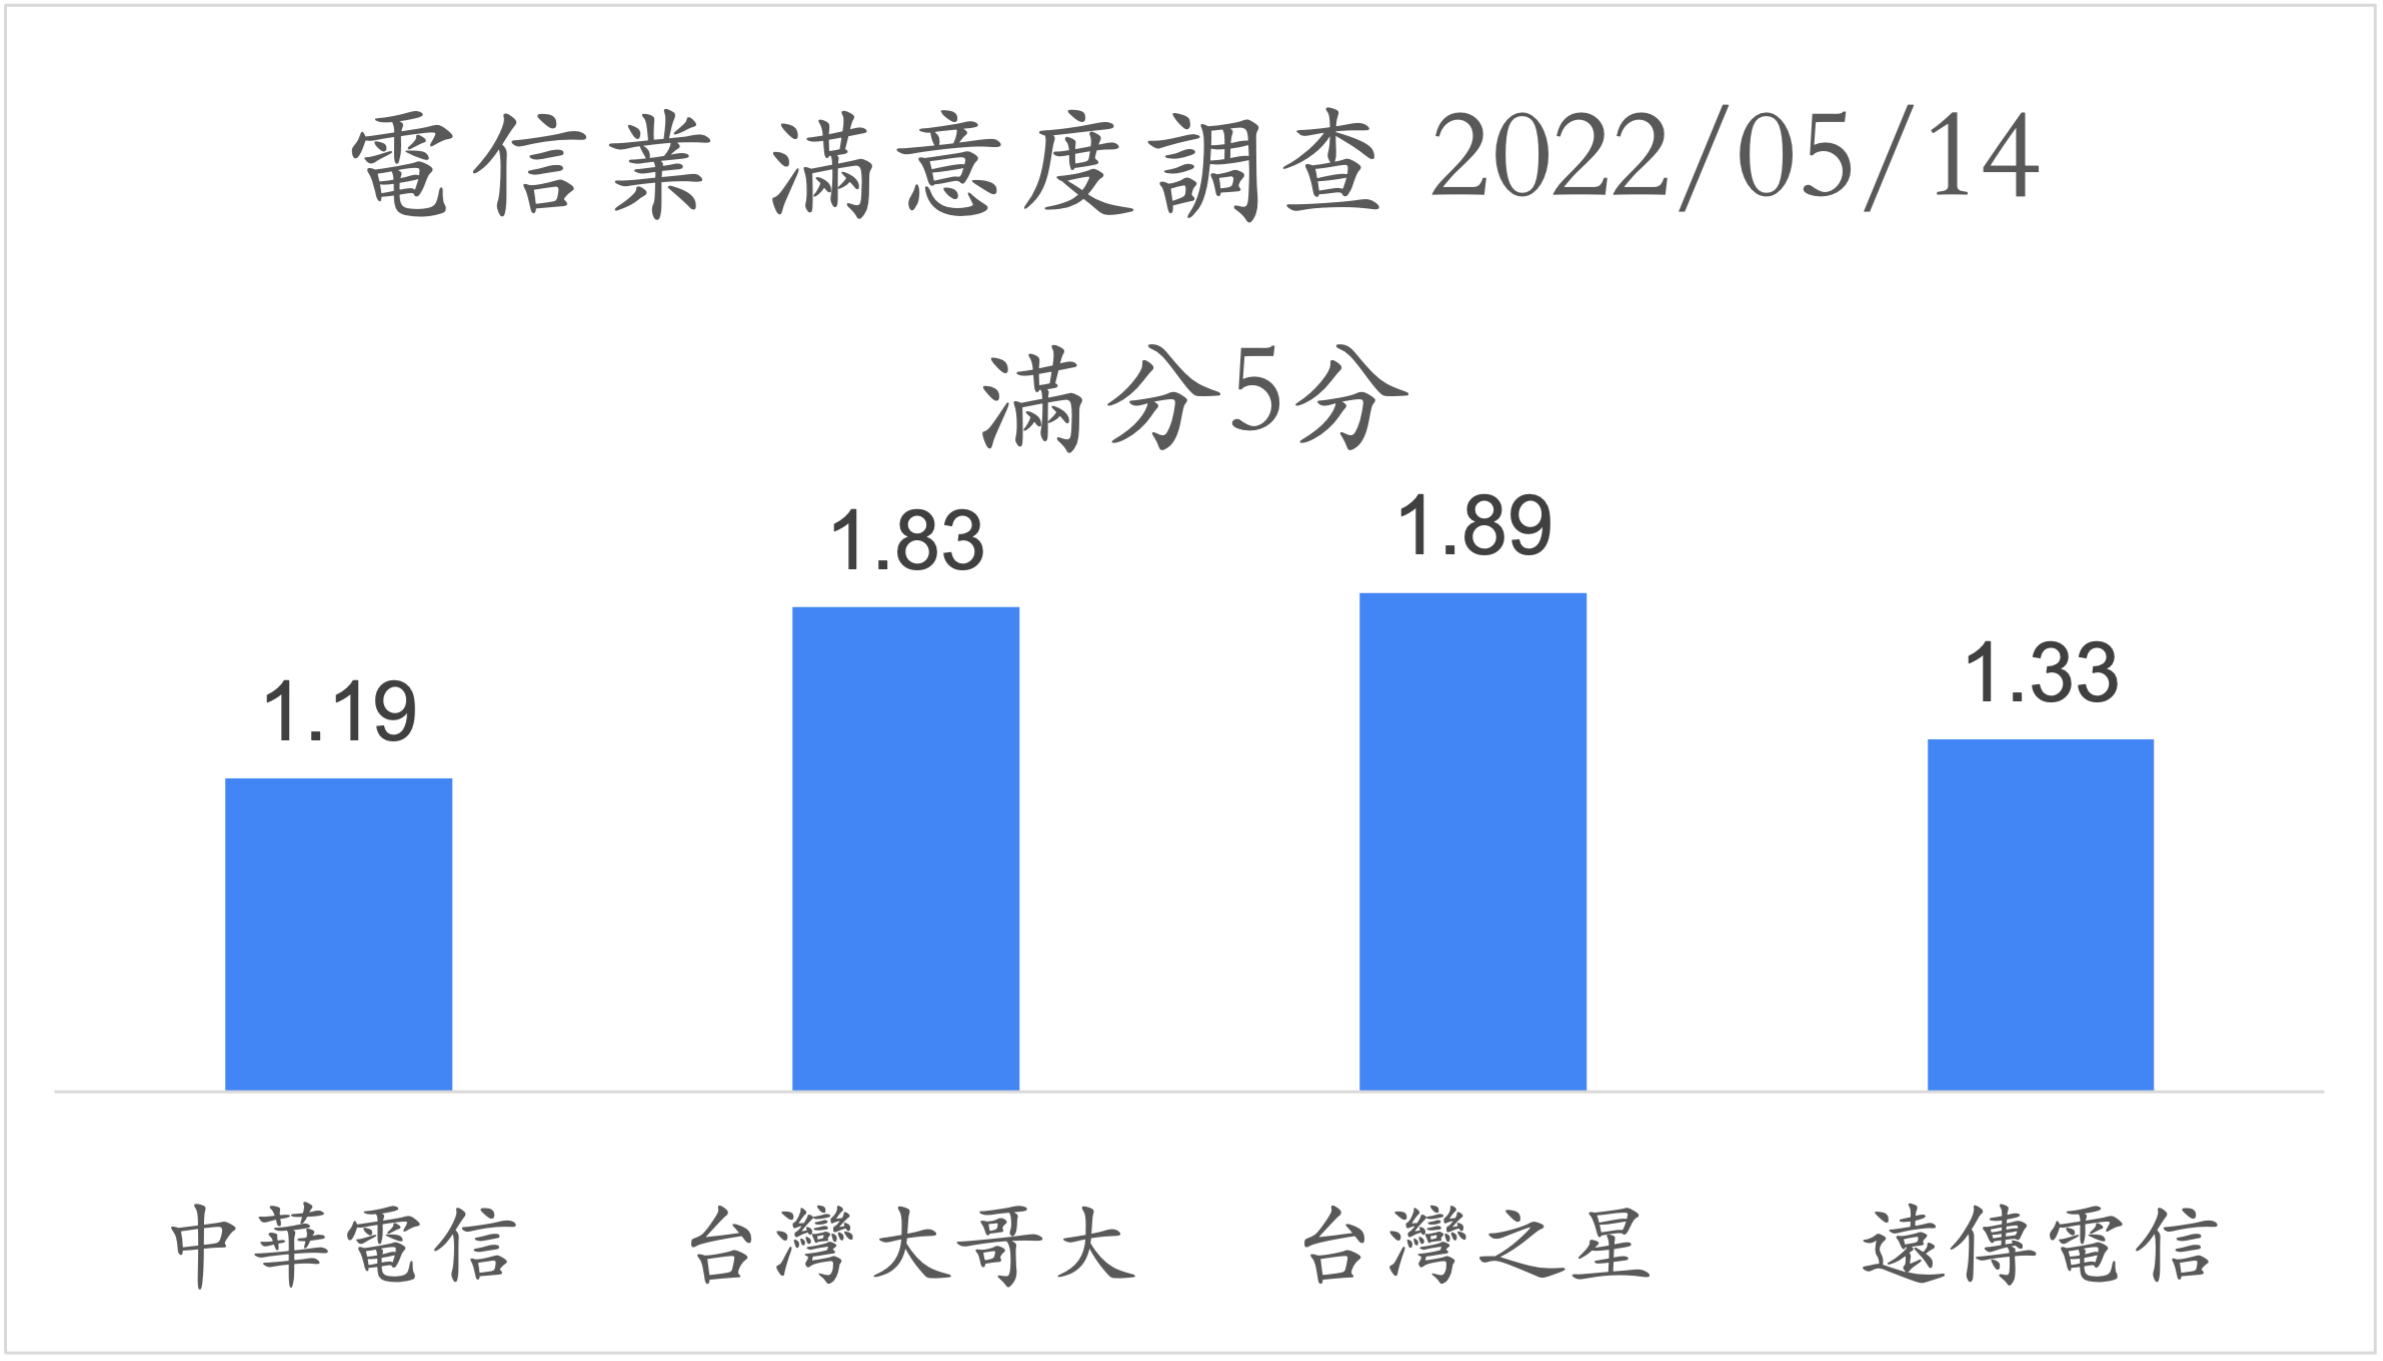 電信業 滿意度調查 2022/05/14
滿分5分
1.19 1.83 1.89 1.33
中華電信 台灣大哥大 台灣之星 遠傳電信